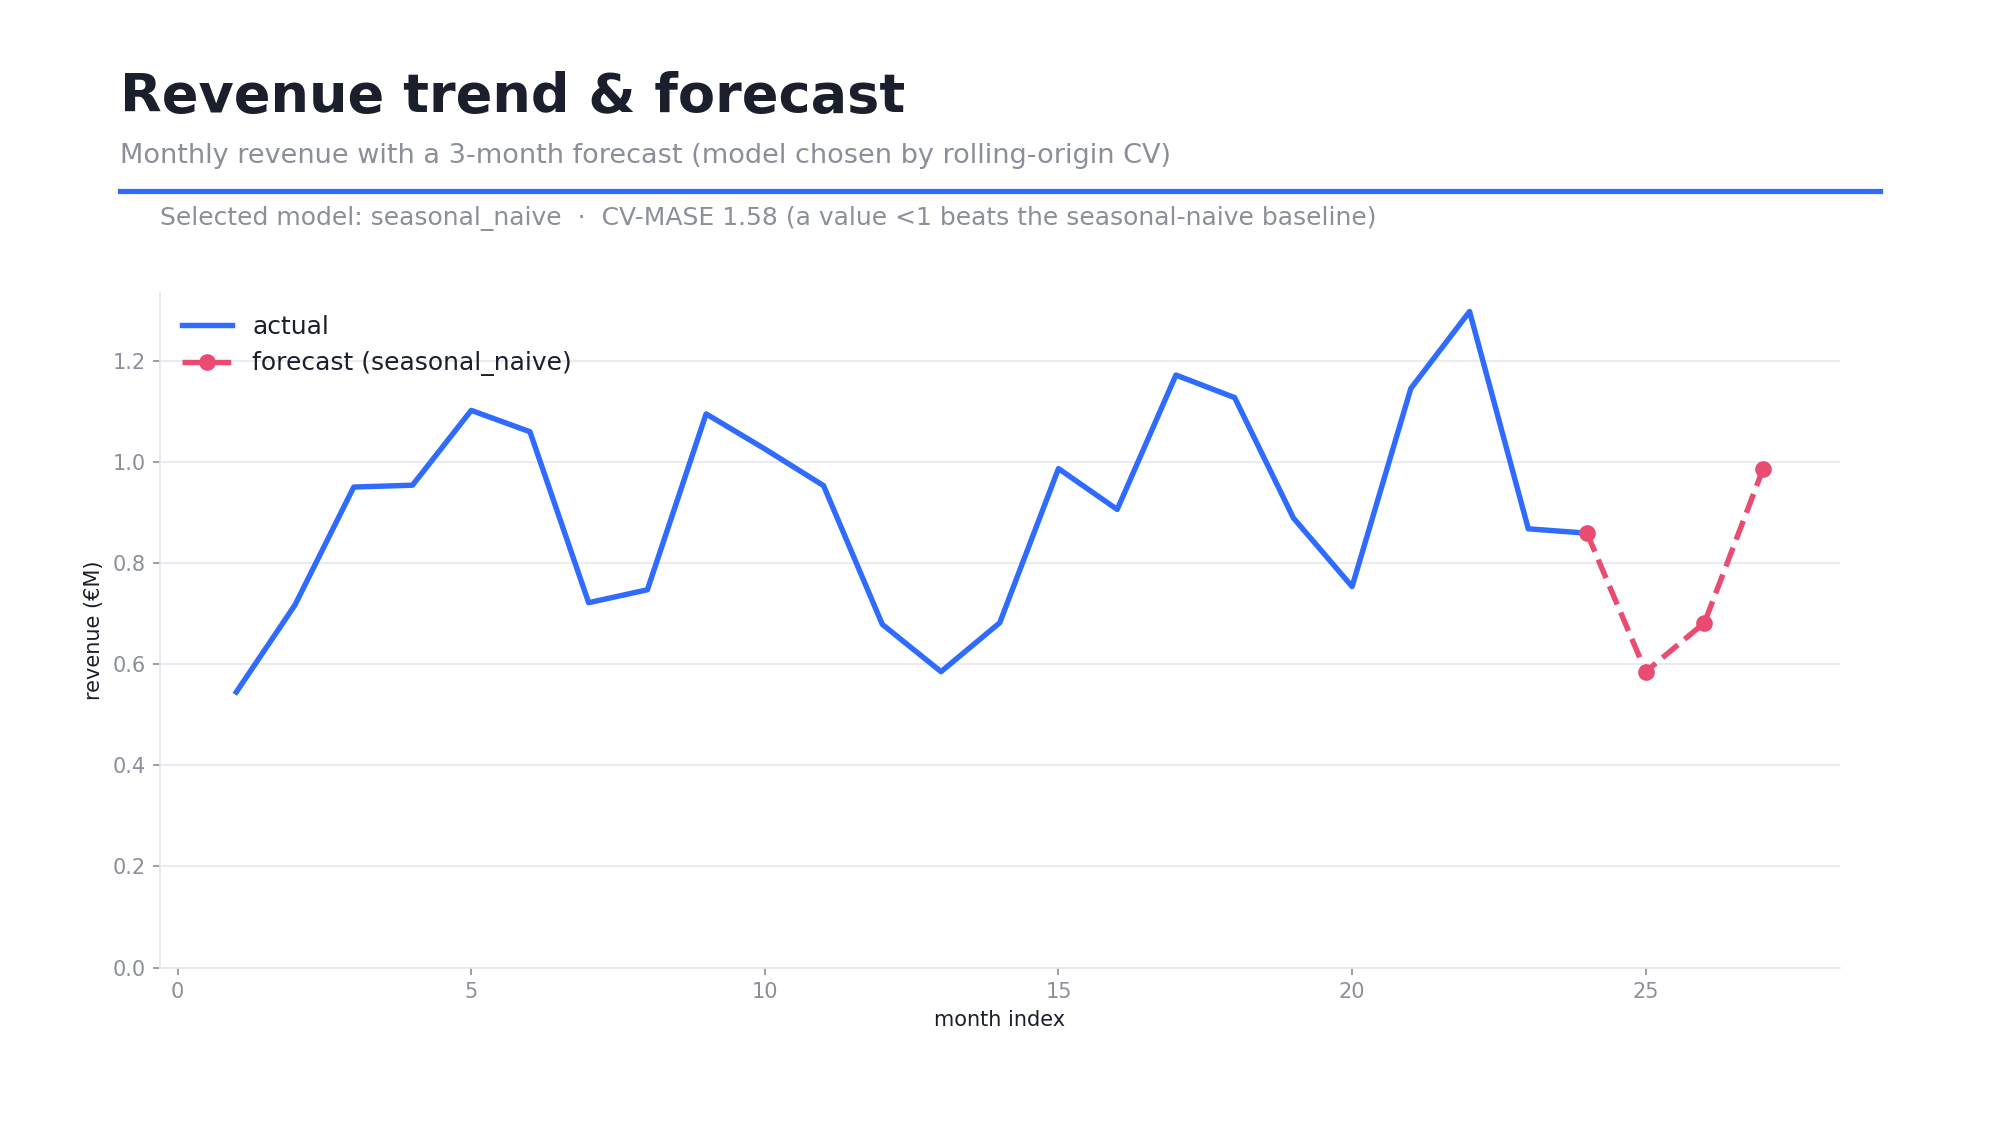 Revenue trend & forecast
Monthly revenue with a 3-month forecast (model chosen by rolling-origin CV)
Selected model: seasonal_naive · CV-MASE 1.58 (a value <1 beats the seasonal-naive baseline)
actual
forecast (seasonal_naive)
1.2
1.0
0.8
0.6
0.4
0.2
0.0
revenue (€M)
0 5 10 15 20 25
month index